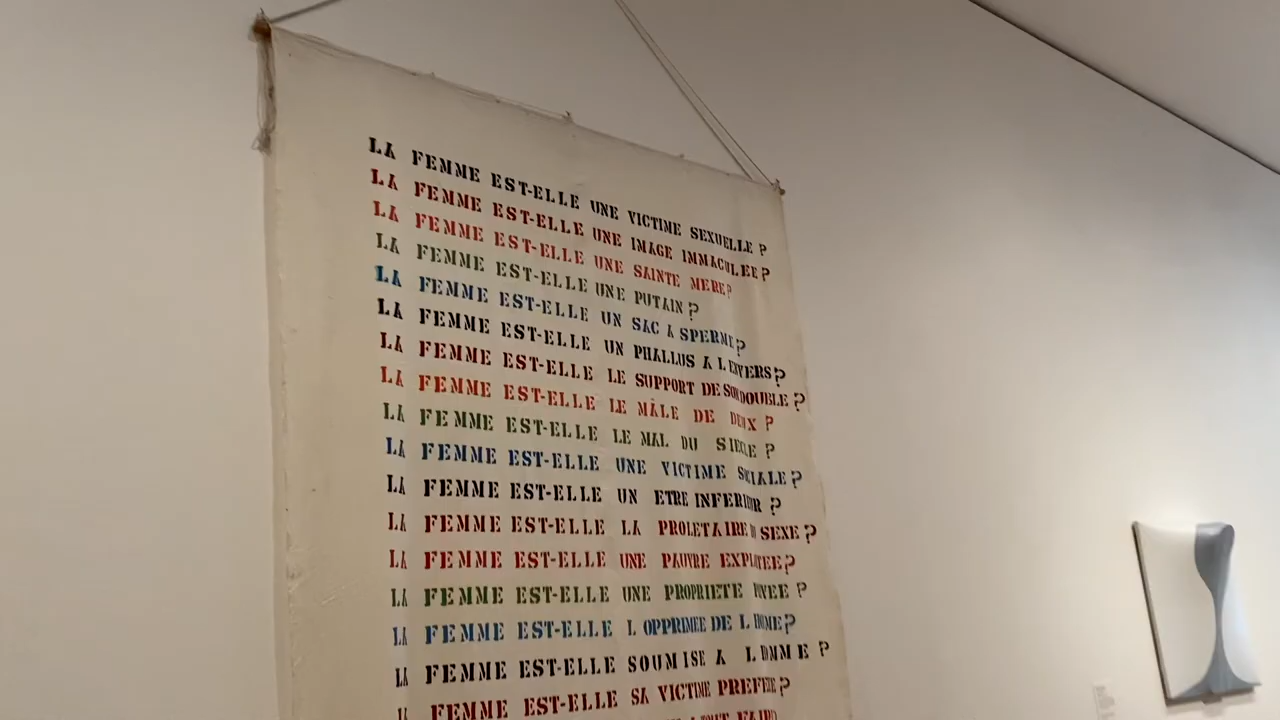 LA FEMME EST-ELLE UNE VICTIME SEXUELLE ?
LA FEMME EST-ELLE UNE IMAGE IMMACULEE ?
LA FEMME EST-ELLE UNE SAINTE MERE?
LA FEMME EST-ELLE UNE PUTAIN ?
LA FEMME EST-ELLE UN SAC A SPERME ?
LA FEMME EST-ELLE UN PHALLUS A L ENVERS ?
LA FEMME EST-ELLE LE SUPPORT DE SON DOUBLE ?
LA FEMME EST-ELLE LE MÂLE DE DEUX ?
LA FEMME EST-ELLE LE MAL DU SIECLE ?
LA FEMME EST-ELLE UNE VICTIME SOCIALE ?
LA FEMME EST-ELLE UN ETRE INFERIEUR ?
LA FEMME EST-ELLE LA PROLETAIRE DU SEXE ?
LA FEMME EST-ELLE UNE PAUVRE EXPLOITEE?
LA FEMME EST-ELLE UNE PROPRIETE PRIVEE ?
LA FEMME EST-ELLE L OPPRIMEE DE L HOMME?
LA FEMME EST-ELLE SOUMISE A L HOMME ?
LA FEMME EST-ELLE SA VICTIME PREFEREE ?